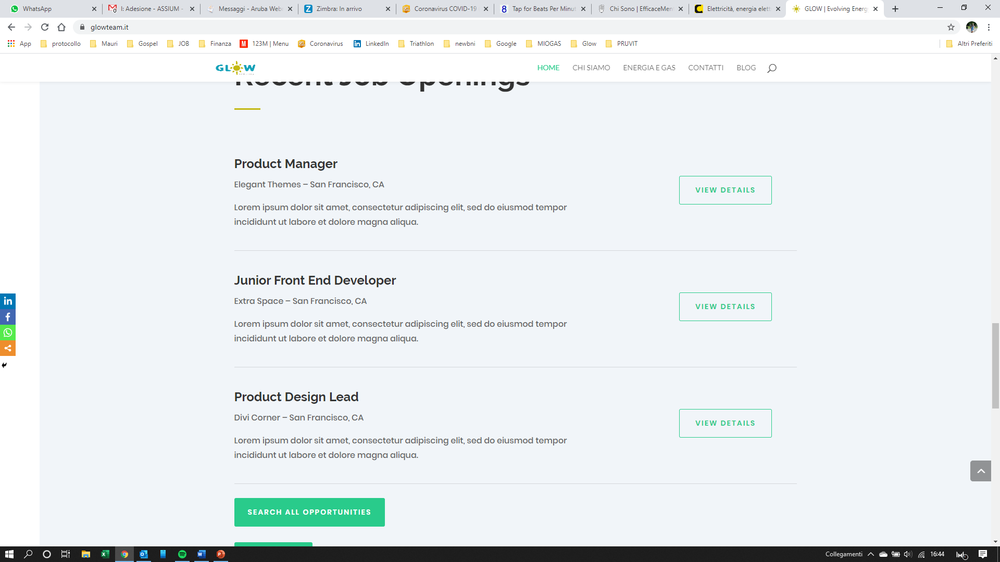 WhatsApp
I: Adesione - ASSIUM -
Messaggi - Aruba Web
Zimbra: In arrivo
Coronavirus COVID-19
Tap for Beats Per Minut
Chi Sono | EfficaceMen
Elettricità, energia elett
GLOW | Evolving Energ
glowteam.it
App
protocollo
Mauri
Gospel
JOB
Finanza
123M | Menu
Coronavirus
LinkedIn
Triathlon
newbni
Google
MIOGAS
Glow
PRUVIT
Altri Preferiti
GLOW
HOME
CHI SIAMO
ENERGIA E GAS
CONTATTI
BLOG
Recent Job Openings
Product Manager
Elegant Themes – San Francisco, CA
VIEW DETAILS
Lorem ipsum dolor sit amet, consectetur adipiscing elit, sed do eiusmod tempor
incididunt ut labore et dolore magna aliqua.
Junior Front End Developer
Extra Space – San Francisco, CA
VIEW DETAILS
Lorem ipsum dolor sit amet, consectetur adipiscing elit, sed do eiusmod tempor
incididunt ut labore et dolore magna aliqua.
Product Design Lead
Divi Corner – San Francisco, CA
VIEW DETAILS
Lorem ipsum dolor sit amet, consectetur adipiscing elit, sed do eiusmod tempor
incididunt ut labore et dolore magna aliqua.
SEARCH ALL OPPORTUNITIES
Collegamenti
16:44